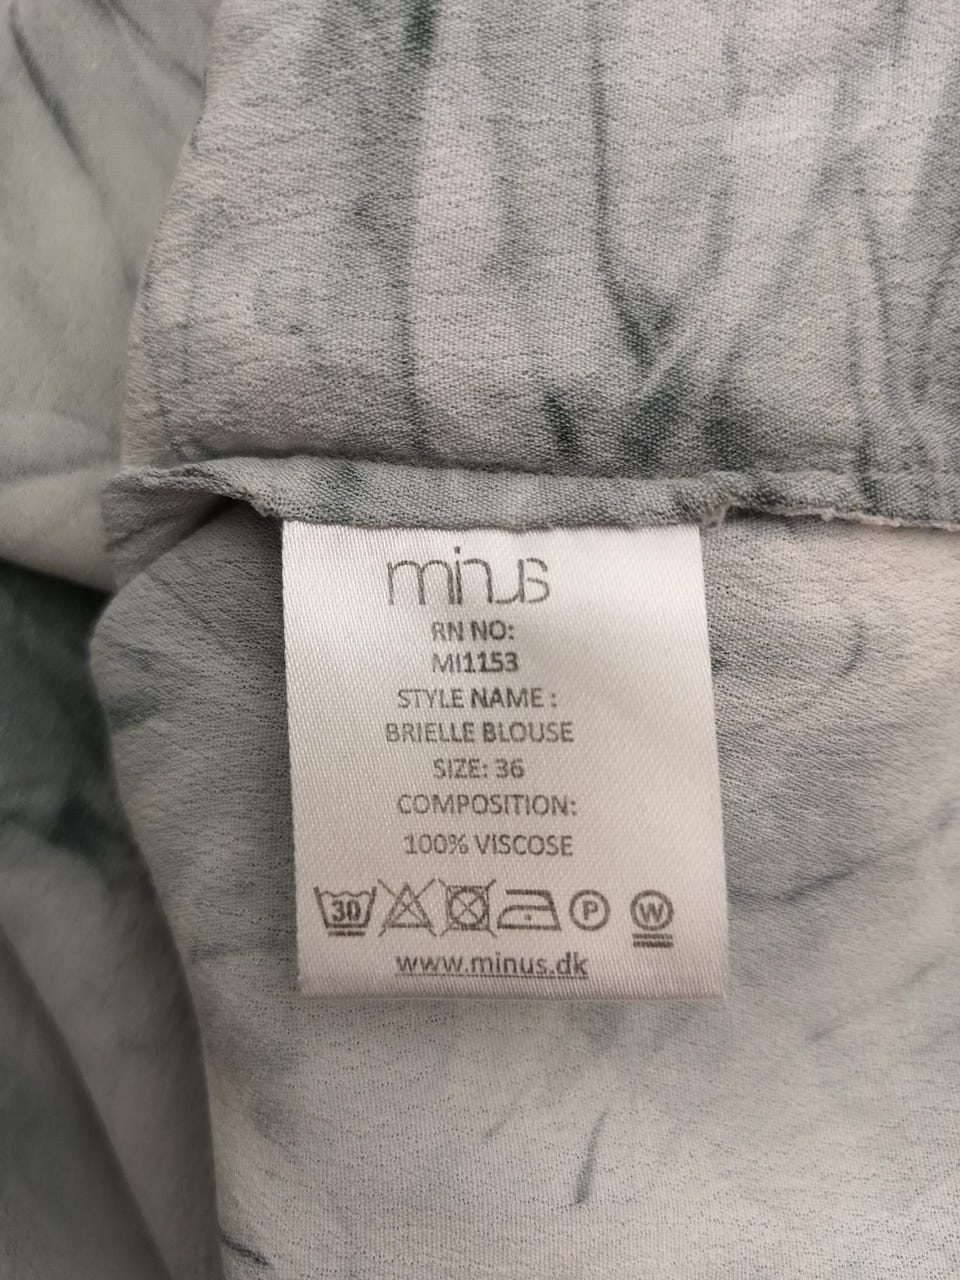 minus
RN NO:
MI1153
STYLE NAME :
BRIELLE BLOUSE
SIZE: 36
COMPOSITION:
100% VISCOSE
30 P W
www.minus.dk